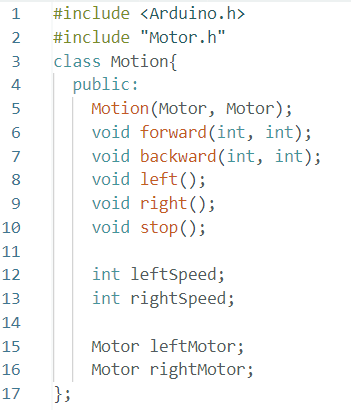 1 #include <Arduino.h>
2 #include "Motor.h"
3 class Motion{
4 public:
5 Motion(Motor, Motor);
6 void forward(int, int);
7 void backward(int, int);
8 void left();
9 void right();
10 void stop();
11
12 int leftSpeed;
13 int rightSpeed;
14
15 Motor leftMotor;
16 Motor rightMotor;
17 };